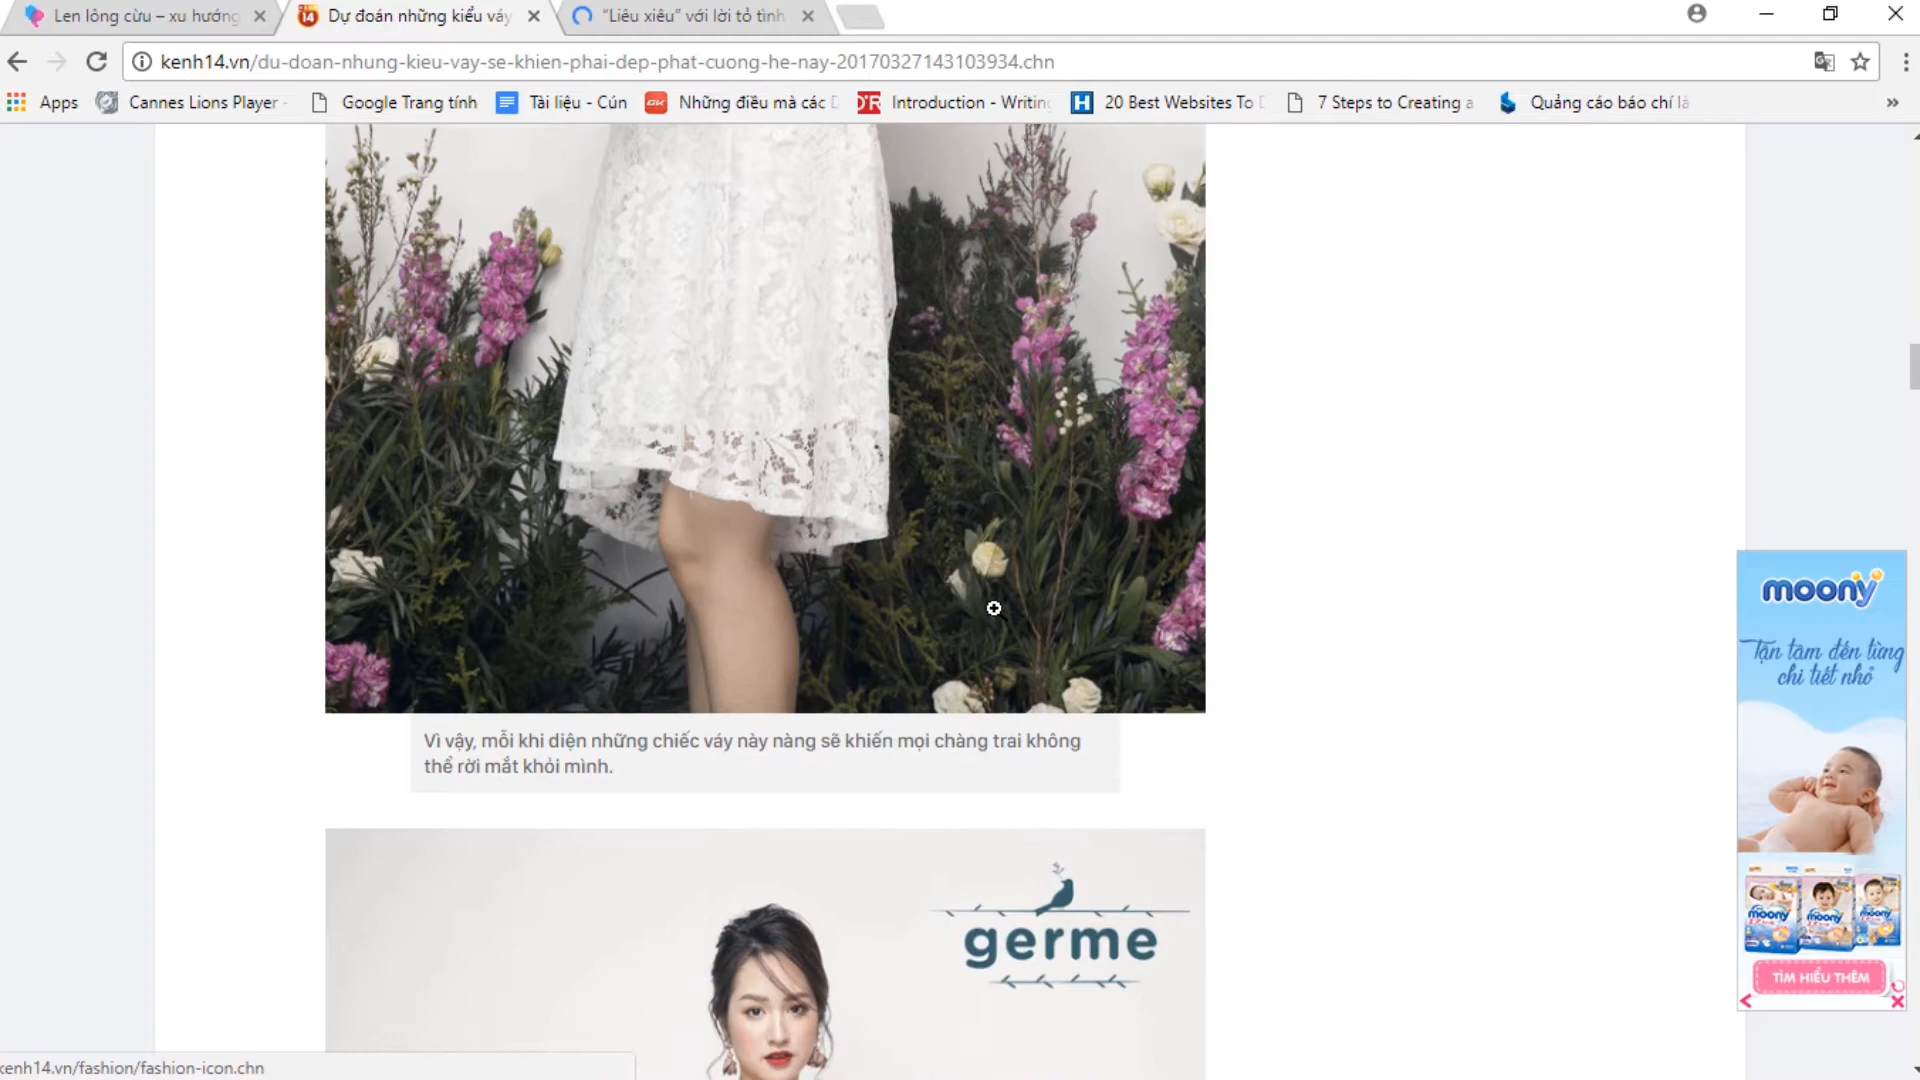 Len lông cừu – xu hướng
Dự đoán những kiểu váy
"Liêu xiêu" với lời tỏ tình
kenh14.vn/du-doan-nhung-kieu-vay-se-khien-phai-dep-phat-cuong-he-nay-20170327143103934.chn
Apps
Cannes Lions Player -
Google Trang tính
Tài liệu - Cún
Những điều mà các
Introduction - Writing
20 Best Websites To
7 Steps to Creating a
Quảng cáo báo chí là
Vì vậy, mỗi khi diện những chiếc váy này nàng sẽ khiến mọi chàng trai không
thể rời mắt khỏi mình.
germe
moony
Tận tâm đến từng
chi tiết nhỏ
moony
moony
moony
TÌM HIỂU THÊM
kenh14.vn/fashion/fashion-icon.chn